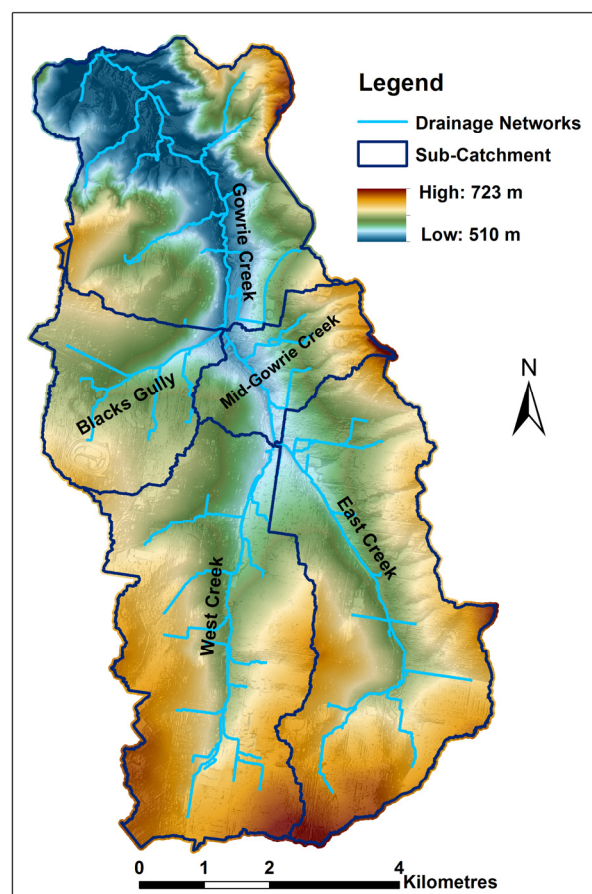 Legend
Drainage Networks
Sub-Catchment
High: 723 m
Low: 510 m
Gowrie Creek
Mid-Gowrie Creek
Blacks Gully
N
East Creek
West Creek
0 1 2 4
Kilometres